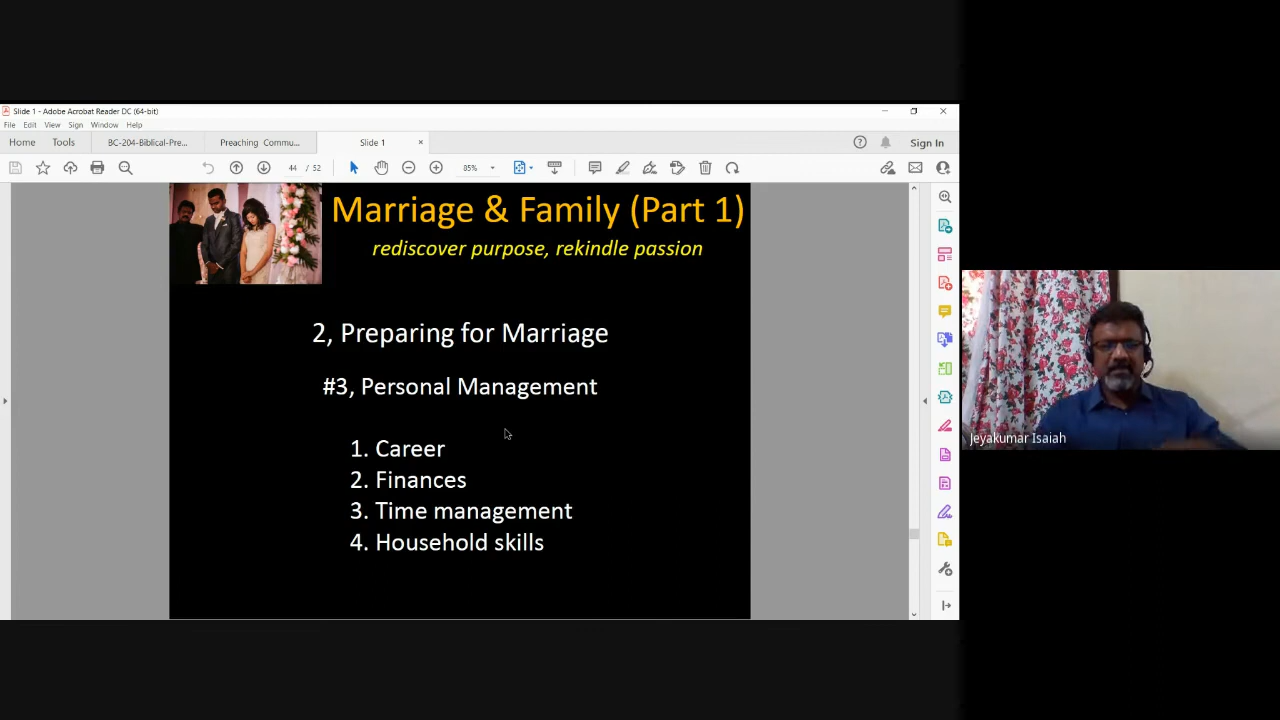 Slide 1 - Adobe Acrobat Reader DC (64-bit)
File Edit View Sign Window Help
Home Tools BC-204-Biblical-Pre... Preaching Commu... Slide 1 × Sign In
44 / 52 85%
Marriage & Family (Part 1)
rediscover purpose, rekindle passion
2, Preparing for Marriage
#3, Personal Management
1. Career
2. Finances
3. Time management
4. Household skills
Jeyakumar Isaiah